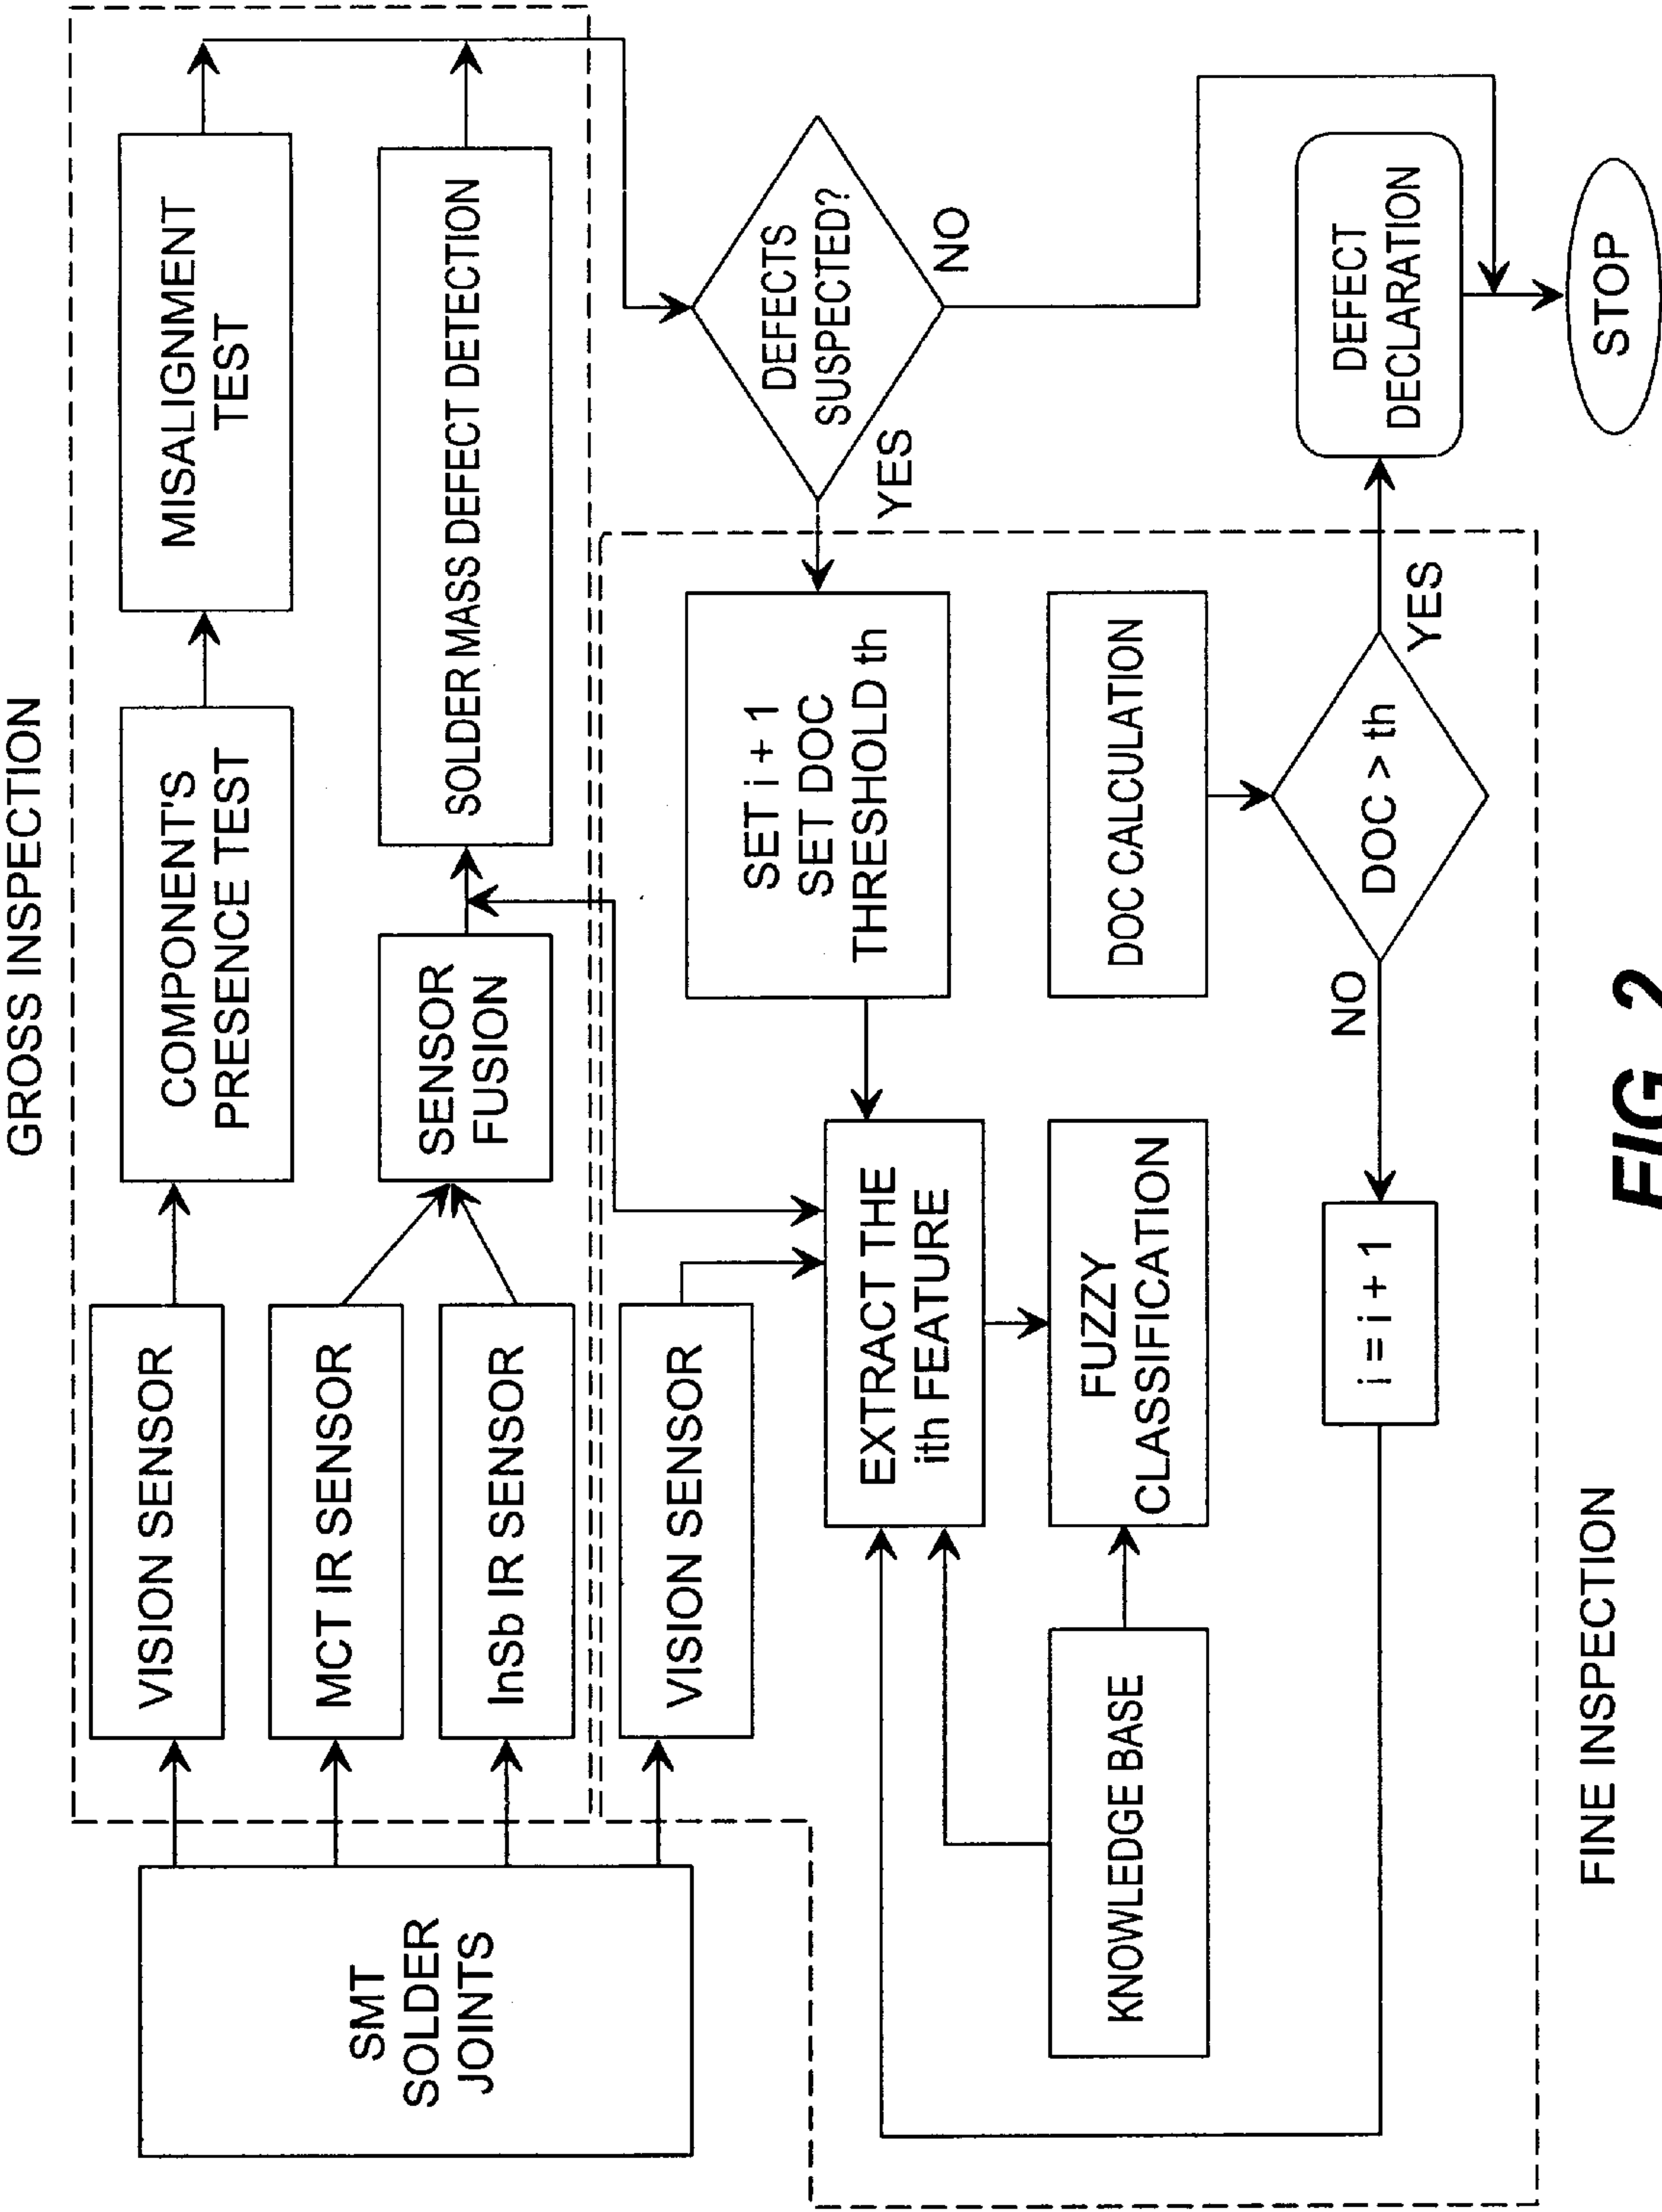 GROSS INSPECTION
SMT
SOLDER
JOINTS
VISION SENSOR
COMPONENT'S
PRESENCE TEST
MISALIGNMENT
TEST
MCT IR SENSOR
InSb IR SENSOR
SENSOR
FUSION
SOLDER MASS DEFECT DETECTION
VISION SENSOR
DEFECTS
SUSPECTED?
YES
NO
SET i + 1
SET DOC
THRESHOLD th
EXTRACT THE
ith FEATURE
KNOWLEDGE BASE
FUZZY
CLASSIFICATION
DOC CALCULATION
DOC > th
NO
YES
i = i + 1
DEFECT
DECLARATION
STOP
FINE INSPECTION
FIG_2